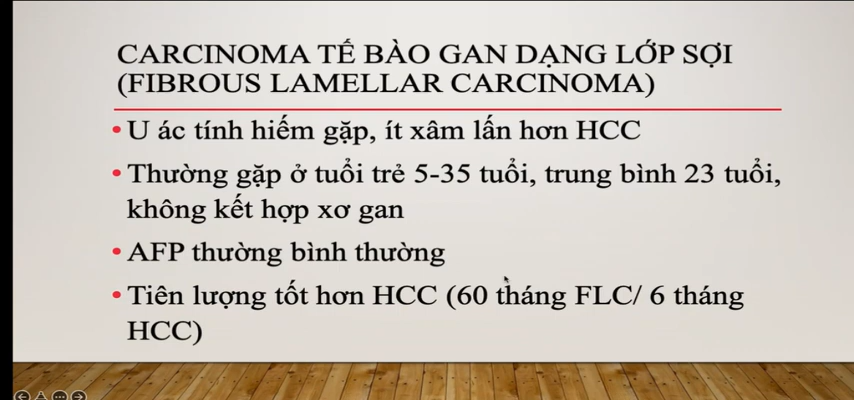 CARCINOMA TẾ BÀO GAN DẠNG LỚP SỢI
(FIBROUS LAMELLAR CARCINOMA)
•U ác tính hiếm gặp, ít xâm lấn hơn HCC
•Thường gặp ở tuổi trẻ 5-35 tuổi, trung bình 23 tuổi,
không kết hợp xơ gan
•AFP thường bình thường
•Tiên lượng tốt hơn HCC (60 tháng FLC/ 6 tháng
HCC)